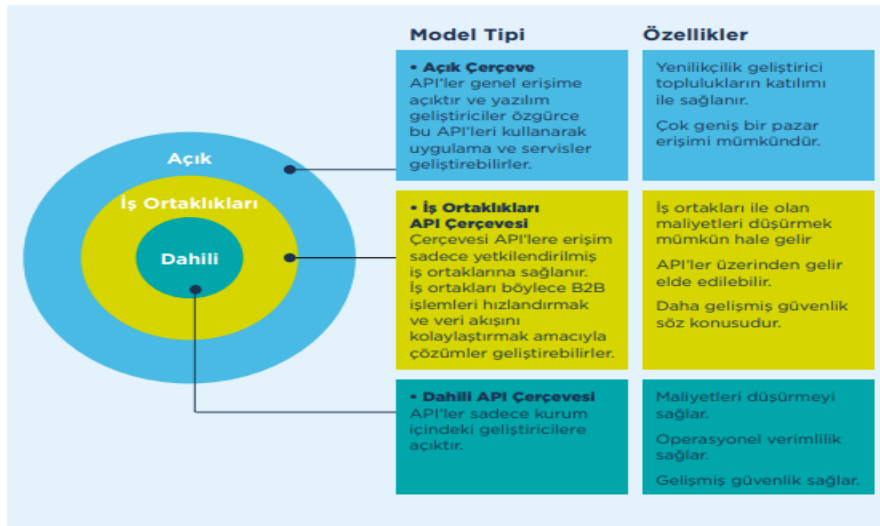 Model Tipi
Özellikler
Açık
İş Ortaklıkları
Dahili
• Açık Çerçeve
API'ler genel erişime
açıktır ve yazılım
geliştiriciler özgürce
bu API'leri kullanarak
uygulama ve servisler
geliştirebilirler.
Yenilikçilik geliştirici
toplulukların katılımı
ile sağlanır.
Çok geniş bir pazar
erişimi mümkündür.
• İş Ortaklıkları
API Çerçevesi
Çerçevesi API'lere erişim
sadece yetkilendirilmiş
iş ortaklarına sağlanır.
İş ortakları böylece B2B
işlemleri hızlandırmak
ve veri akışını
kolaylaştırmak amacıyla
çözümler geliştirebilirler.
İş ortakları ile olan
maliyetleri düşürmek
mümkün hale gelir
API'ler üzerinden gelir
elde edilebilir.
Daha gelişmiş güvenlik
söz konusudur.
• Dahili API Çerçevesi
API'ler sadece kurum
içindeki geliştiricilere
açıktır.
Maliyetleri düşürmeyi
sağlar.
Operasyonel verimlilik
sağlar.
Gelişmiş güvenlik sağlar.